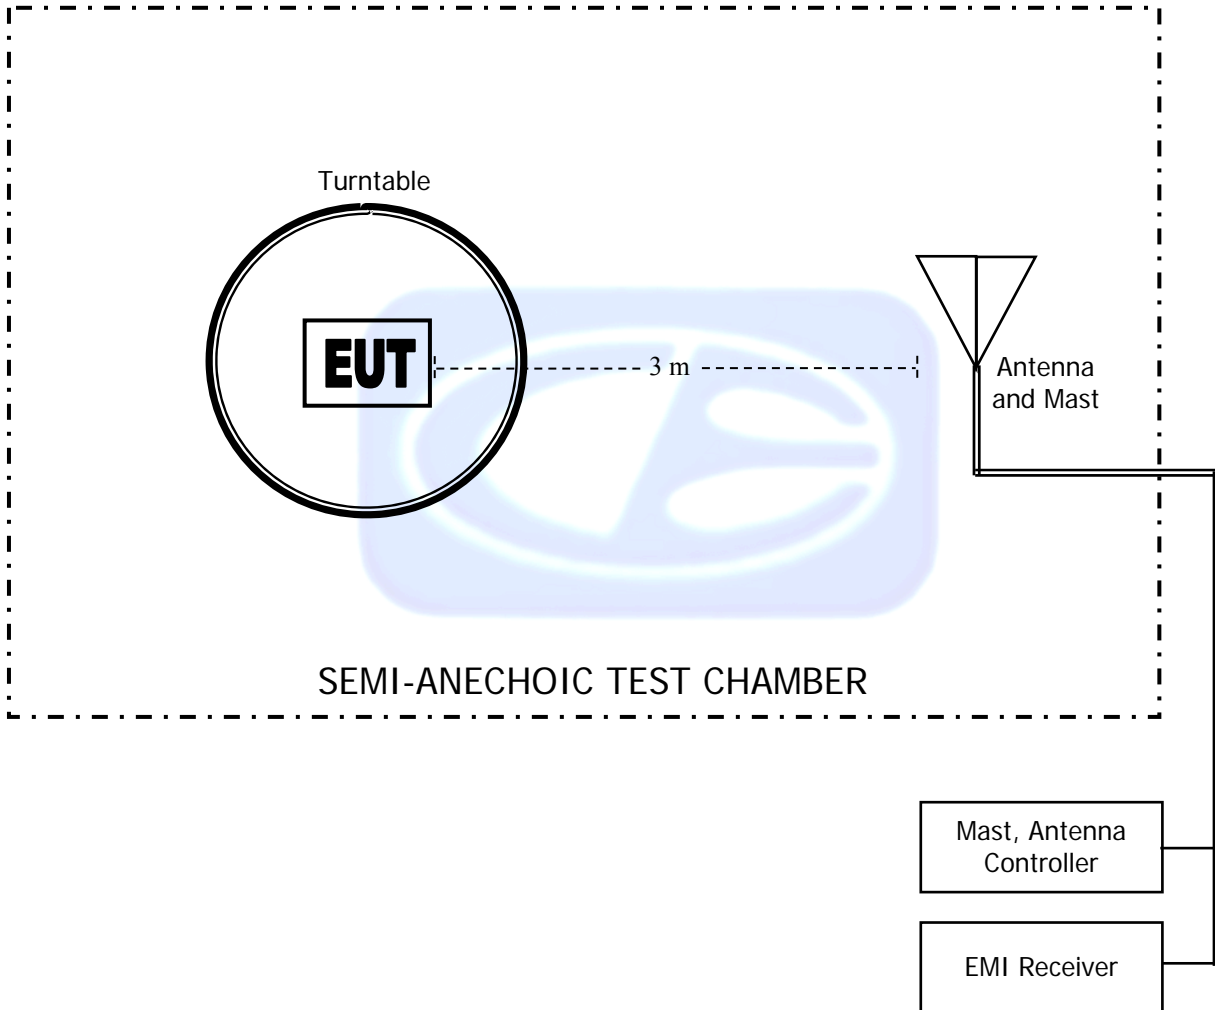 Turntable
EUT
3 m
Antenna
and Mast
SEMI-ANECHOIC TEST CHAMBER
Mast, Antenna
Controller
EMI Receiver